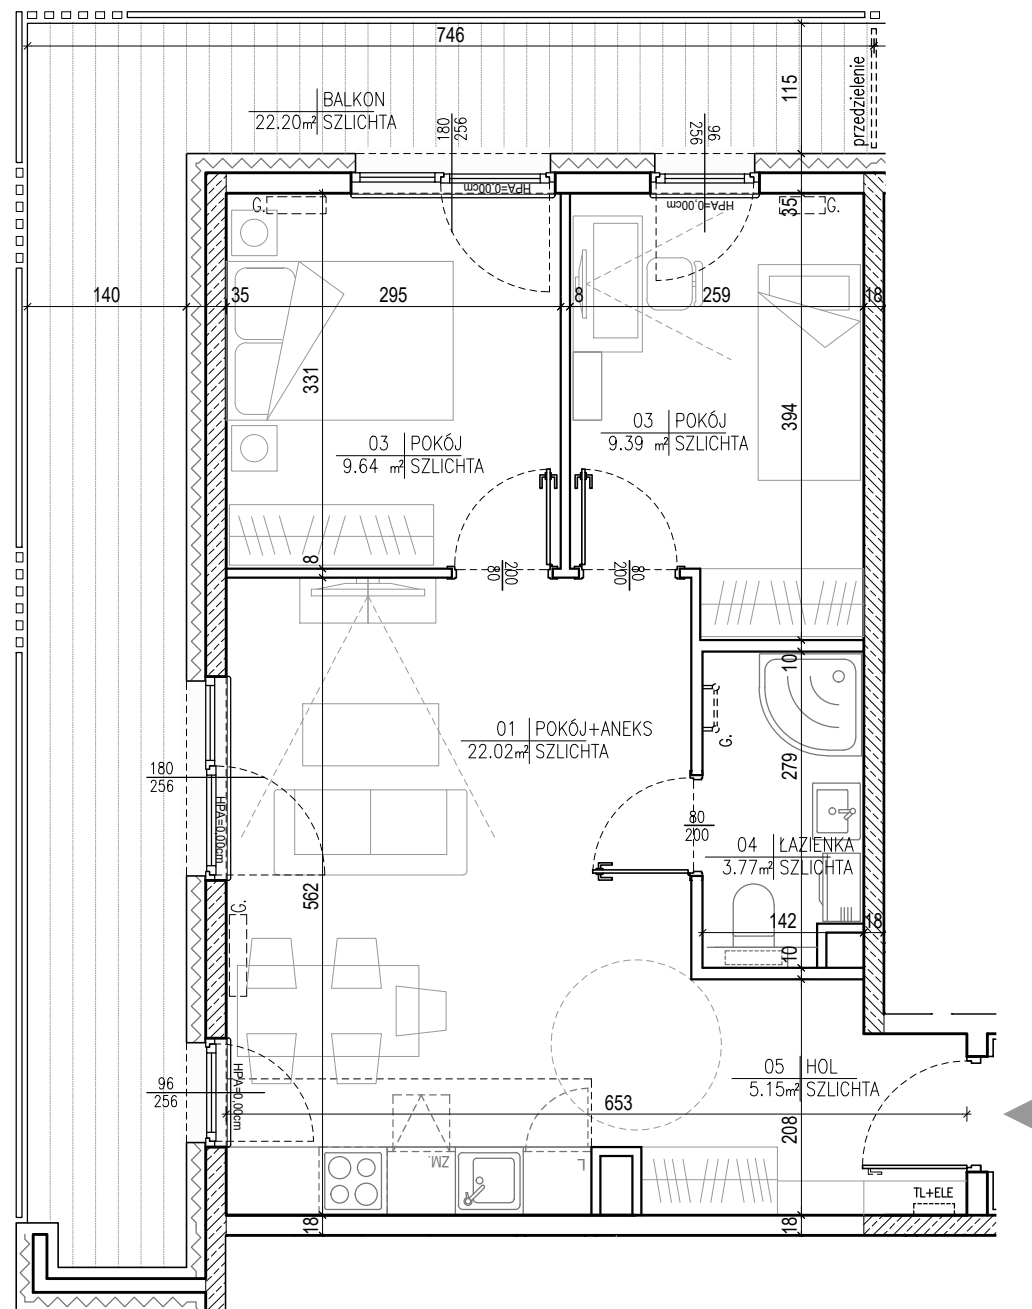 746
przedzielenie
115
BALKON
22.20m² SZLICHTA
180
256
96
256
HPA=0.00cm
HPA=0.00cm
G.
35
G.
140
35
295
8
259
18
331
394
03 POKÓJ
9.64 m² SZLICHTA
03 POKÓJ
9.39 m² SZLICHTA
8
80
200
80
200
10
G.
01 POKÓJ+ANEKS
22.02m² SZLICHTA
279
180
256
HPA=0,00cm
80
200
04 ŁAZIENKA
3.77m² SZLICHTA
562
G.
142
18
10
96
256
HPA=0.00cm
05 HOL
5.15m² SZLICHTA
653
208
ZM.
L
TL+ELE
18
18